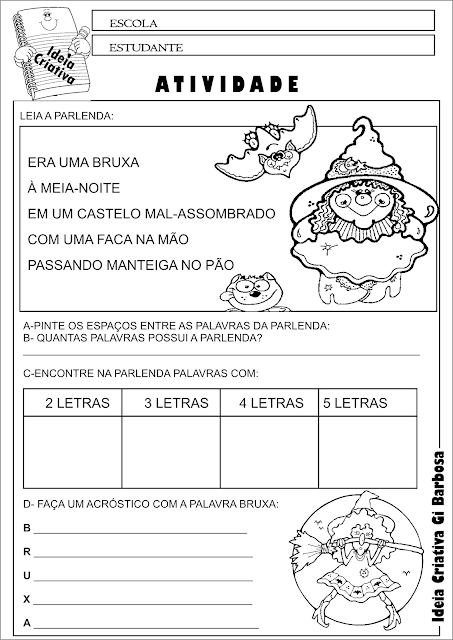 Ideia
Criativa
ESCOLA
ESTUDANTE
ATIVIDADE
LEIA A PARLENDA:
ERA UMA BRUXA
À MEIA-NOITE
EM UM CASTELO MAL-ASSOMBRADO
COM UMA FACA NA MÃO
PASSANDO MANTEIGA NO PÃO
A-PINTE OS ESPAÇOS ENTRE AS PALAVRAS DA PARLENDA:
B- QUANTAS PALAVRAS POSSUI A PARLENDA?
C-ENCONTRE NA PARLENDA PALAVRAS COM:
2 LETRAS 3 LETRAS 4 LETRAS 5 LETRAS
D- FAÇA UM ACRÓSTICO COM A PALAVRA BRUXA:
B
R
U
X
A
Ideia Criativa Gi Barbosa